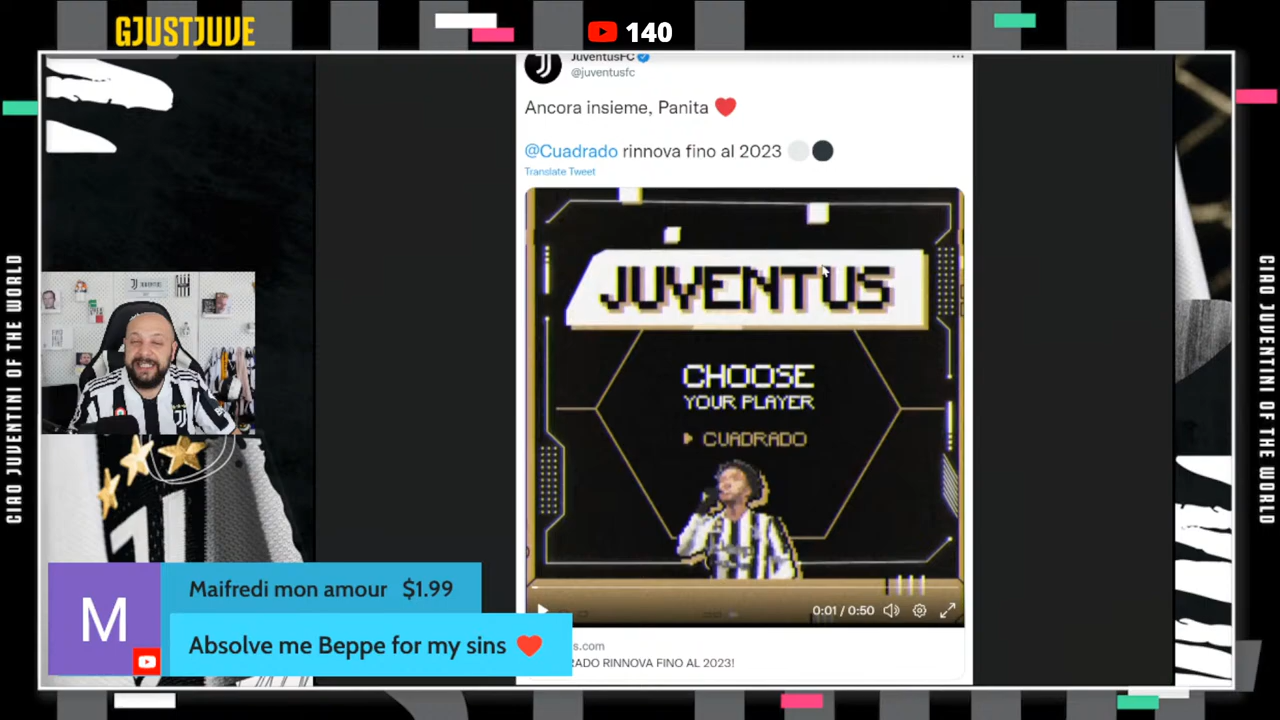 GJUSTJUVE
140
JuventusFC
@juventusfc
Ancora insieme, Panita ❤️
@Cuadrado rinnova fino al 2023 ⚪⚫
Translate Tweet
JUVENTUS
CHOOSE
YOUR PLAYER
CUADRADO
0:01 / 0:50
s.com
RADO RINNOVA FINO AL 2023!
M
Maifredi mon amour $1.99
Absolve me Beppe for my sins ❤️
CIAO JUVENTINI OF THE WORLD
CIAO JUVENTINI OF THE WORLD